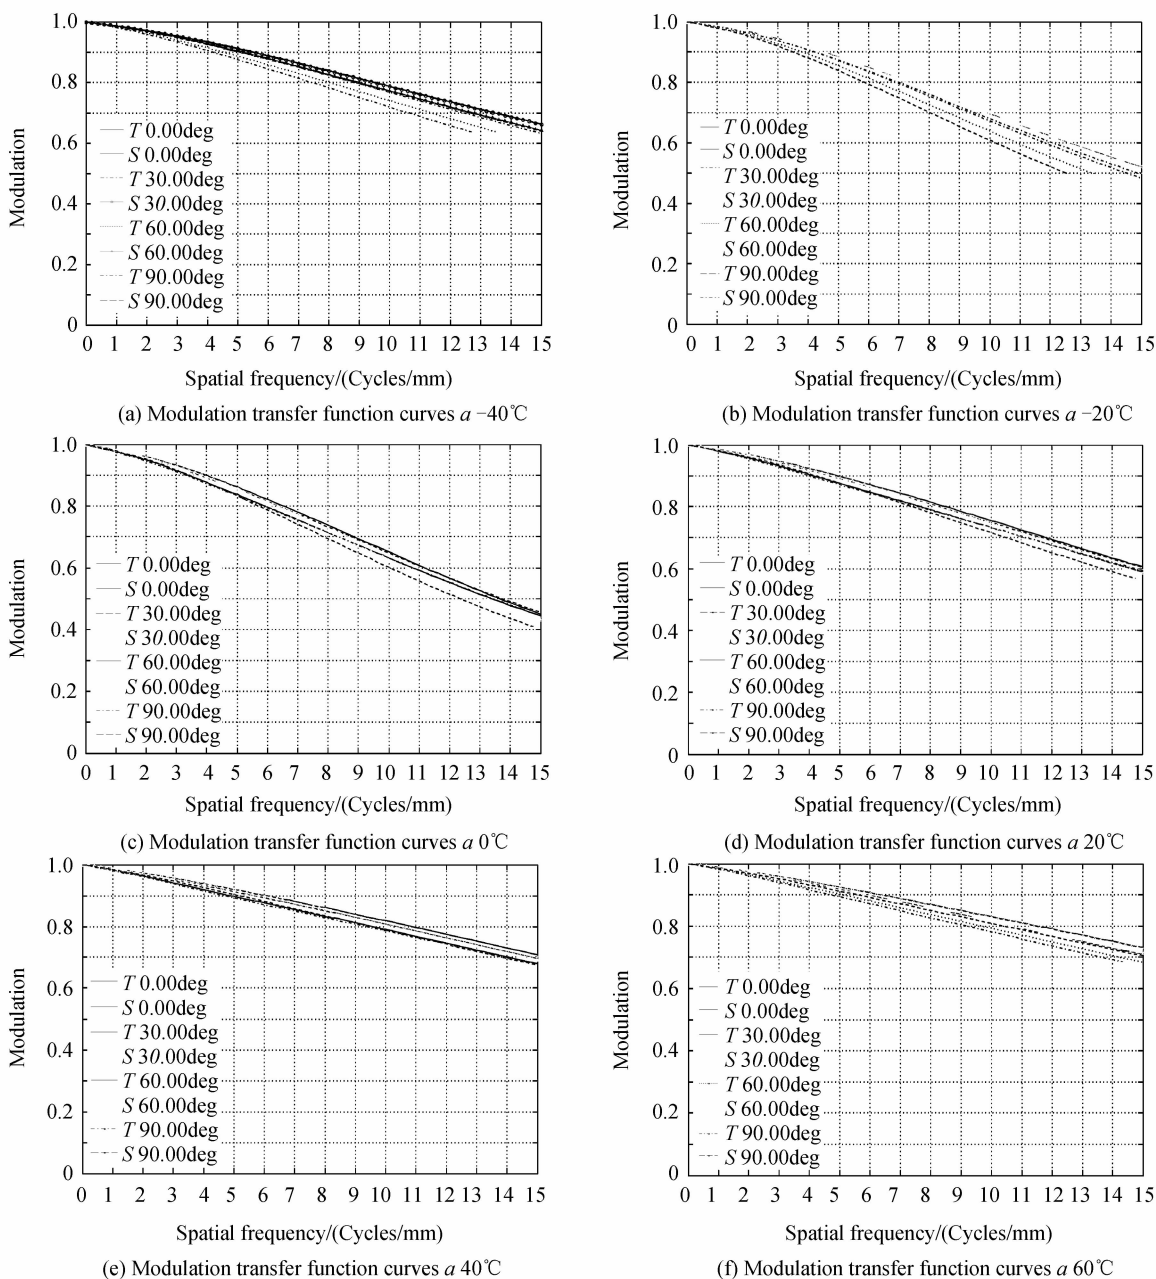 1.0
0.8
0.6
0.4
0.2
0
Modulation
T 0.00deg
S 0.00deg
T 30.00deg
S 30.00deg
T 60.00deg
S 60.00deg
T 90.00deg
S 90.00deg
0 1 2 3 4 5 6 7 8 9 10 11 12 13 14 15
Spatial frequency/(Cycles/mm)
(a) Modulation transfer function curves a −40℃
1.0
0.8
0.6
0.4
0.2
0
Modulation
T 0.00deg
S 0.00deg
T 30.00deg
S 30.00deg
T 60.00deg
S 60.00deg
T 90.00deg
S 90.00deg
0 1 2 3 4 5 6 7 8 9 10 11 12 13 14 15
Spatial frequency/(Cycles/mm)
(b) Modulation transfer function curves a −20℃
1.0
0.8
0.6
0.4
0.2
0
Modulation
T 0.00deg
S 0.00deg
T 30.00deg
S 30.00deg
T 60.00deg
S 60.00deg
T 90.00deg
S 90.00deg
0 1 2 3 4 5 6 7 8 9 10 11 12 13 14 15
Spatial frequency/(Cycles/mm)
(c) Modulation transfer function curves a 0℃
1.0
0.8
0.6
0.4
0.2
0
Modulation
T 0.00deg
S 0.00deg
T 30.00deg
S 30.00deg
T 60.00deg
S 60.00deg
T 90.00deg
S 90.00deg
0 1 2 3 4 5 6 7 8 9 10 11 12 13 14 15
Spatial frequency/(Cycles/mm)
(d) Modulation transfer function curves a 20℃
1.0
0.8
0.6
0.4
0.2
0
Modulation
T 0.00deg
S 0.00deg
T 30.00deg
S 30.00deg
T 60.00deg
S 60.00deg
T 90.00deg
S 90.00deg
0 1 2 3 4 5 6 7 8 9 10 11 12 13 14 15
Spatial frequency/(Cycles/mm)
(e) Modulation transfer function curves a 40℃
1.0
0.8
0.6
0.4
0.2
0
Modulation
T 0.00deg
S 0.00deg
T 30.00deg
S 30.00deg
T 60.00deg
S 60.00deg
T 90.00deg
S 90.00deg
0 1 2 3 4 5 6 7 8 9 10 11 12 13 14 15
Spatial frequency/(Cycles/mm)
(f) Modulation transfer function curves a 60℃